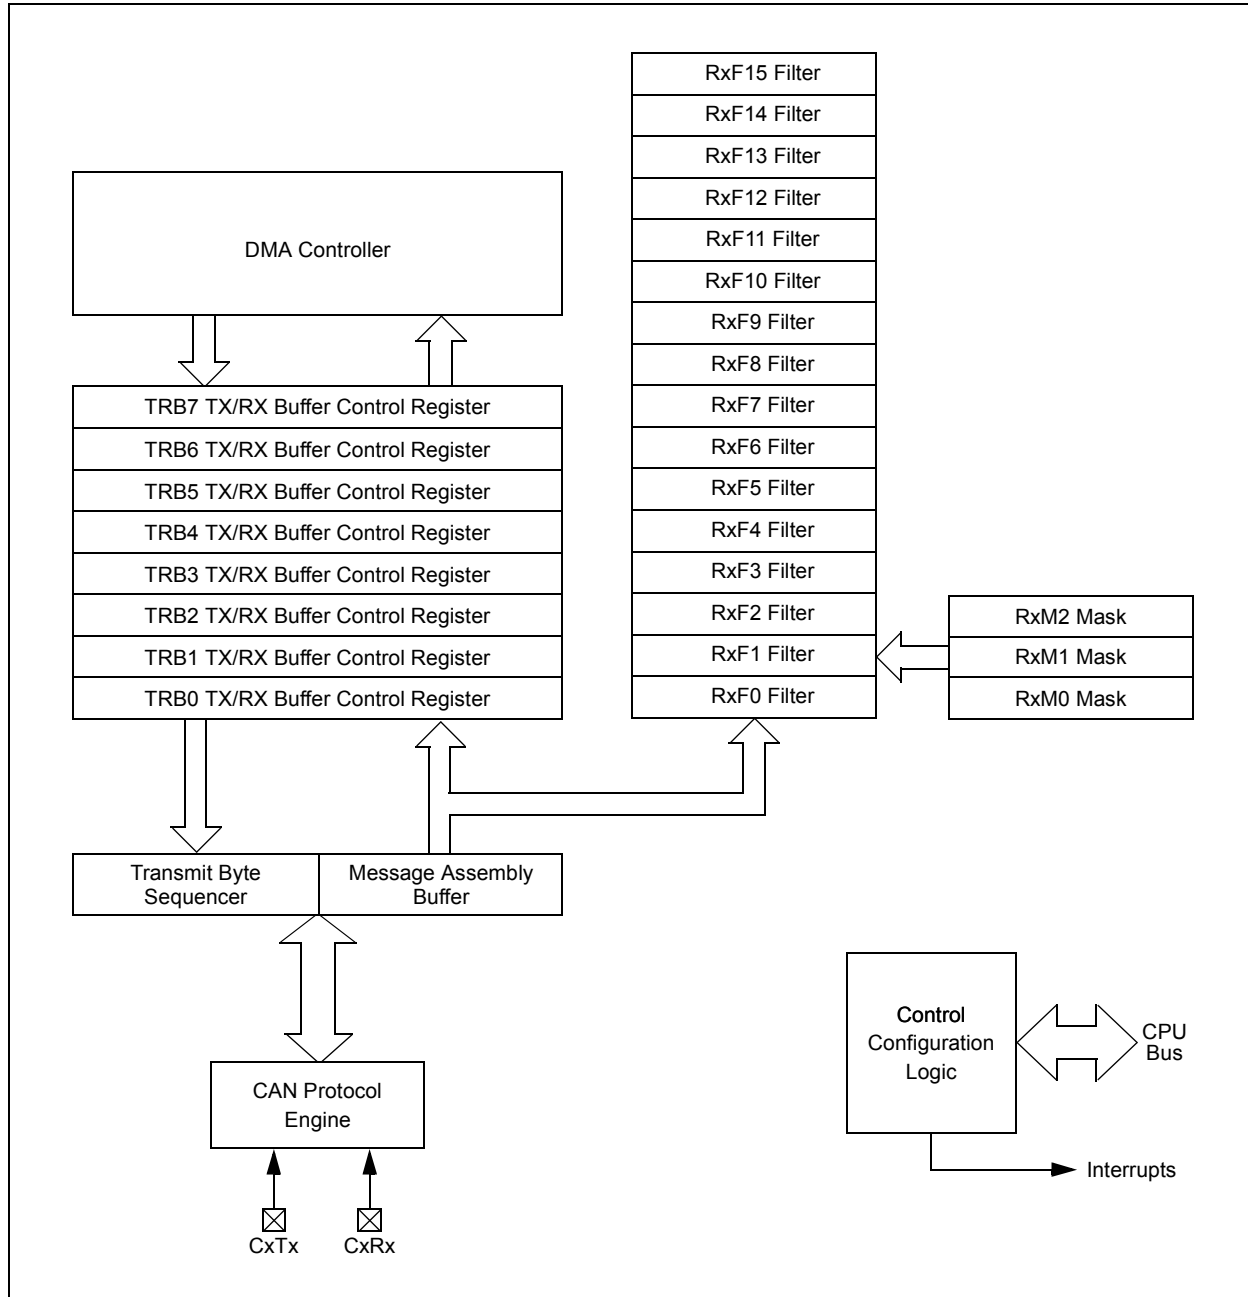 RxF15 Filter
RxF14 Filter
RxF13 Filter
RxF12 Filter
RxF11 Filter
RxF10 Filter
RxF9 Filter
RxF8 Filter
RxF7 Filter
RxF6 Filter
RxF5 Filter
RxF4 Filter
RxF3 Filter
RxF2 Filter
RxF1 Filter
RxF0 Filter
DMA Controller
TRB7 TX/RX Buffer Control Register
TRB6 TX/RX Buffer Control Register
TRB5 TX/RX Buffer Control Register
TRB4 TX/RX Buffer Control Register
TRB3 TX/RX Buffer Control Register
TRB2 TX/RX Buffer Control Register
TRB1 TX/RX Buffer Control Register
TRB0 TX/RX Buffer Control Register
RxM2 Mask
RxM1 Mask
RxM0 Mask
Transmit Byte
Sequencer
Message Assembly
Buffer
CAN Protocol
Engine
CxTx
CxRx
Control
Configuration
Logic
CPU
Bus
Interrupts